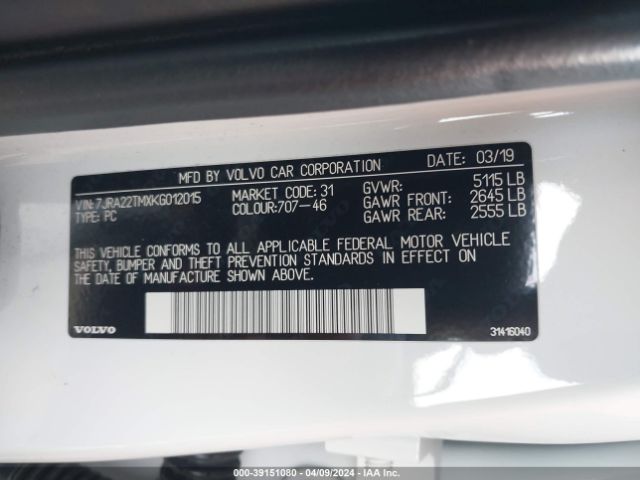 MFD BY VOLVO CAR CORPORATION DATE: 03/19
VIN: 7JRA22TMXKG012015 MARKET CODE: 31 GVWR: 5115 LB
TYPE: PC COLOUR: 707-46 GAWR FRONT: 2645 LB
GAWR REAR: 2555 LB
THIS VEHICLE CONFORMS TO ALL APPLICABLE FEDERAL MOTOR VEHICLE
SAFETY, BUMPER AND THEFT PREVENTION STANDARDS IN EFFECT ON
THE DATE OF MANUFACTURE SHOWN ABOVE.
VOLVO 31416040
000-39151080 - 04/09/2024 - IAA Inc.